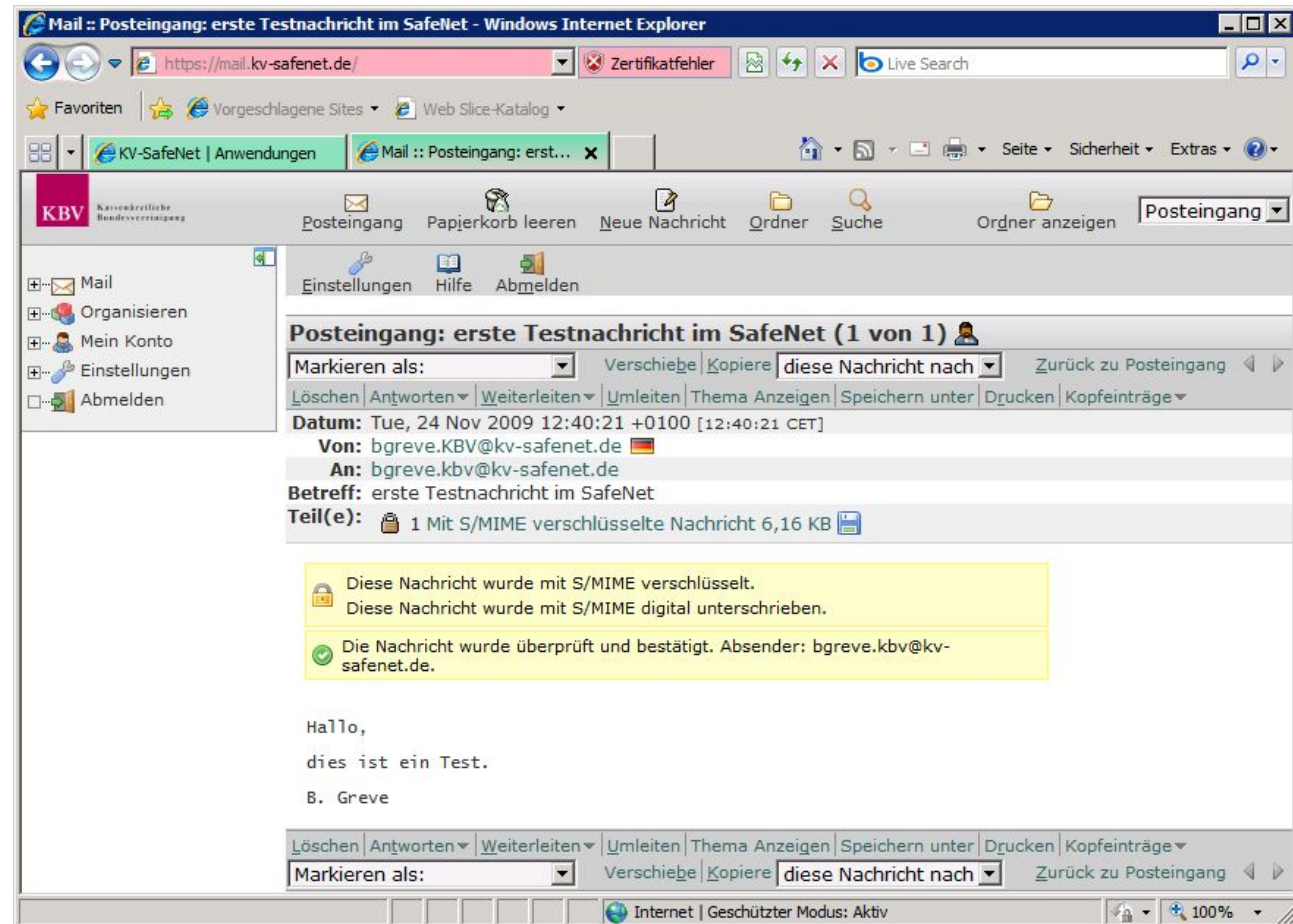 Mail :: Posteingang: erste Testnachricht im SafeNet - Windows Internet Explorer
https://mail.kv-safenet.de/ Zertifikatfehler Live Search
Favoriten Vorgeschlagene Sites Web Slice-Katalog
KV-SafeNet | Anwendungen Mail :: Posteingang: erst... Seite Sicherheit Extras
KBV Kassenärztliche
Bundesvereinigung
Posteingang Papierkorb leeren Neue Nachricht Ordner Suche Ordner anzeigen Posteingang
Einstellungen Hilfe Abmelden
Mail
Organisieren
Mein Konto
Einstellungen
Abmelden
Posteingang: erste Testnachricht im SafeNet (1 von 1)
Markieren als: Verschiebe Kopiere diese Nachricht nach Zurück zu Posteingang
Löschen Antworten Weiterleiten Umleiten Thema Anzeigen Speichern unter Drucken Kopfeinträge
Datum: Tue, 24 Nov 2009 12:40:21 +0100 [12:40:21 CET]
Von: bgreve.KBV@kv-safenet.de
An: bgreve.kbv@kv-safenet.de
Betreff: erste Testnachricht im SafeNet
Teil(e): 1 Mit S/MIME verschlüsselte Nachricht 6,16 KB
Diese Nachricht wurde mit S/MIME verschlüsselt.
Diese Nachricht wurde mit S/MIME digital unterschrieben.
Die Nachricht wurde überprüft und bestätigt. Absender: bgreve.kbv@kv-
safenet.de.
Hallo,
dies ist ein Test.
B. Greve
Löschen Antworten Weiterleiten Umleiten Thema Anzeigen Speichern unter Drucken Kopfeinträge
Markieren als: Verschiebe Kopiere diese Nachricht nach Zurück zu Posteingang
Internet | Geschützter Modus: Aktiv 100%